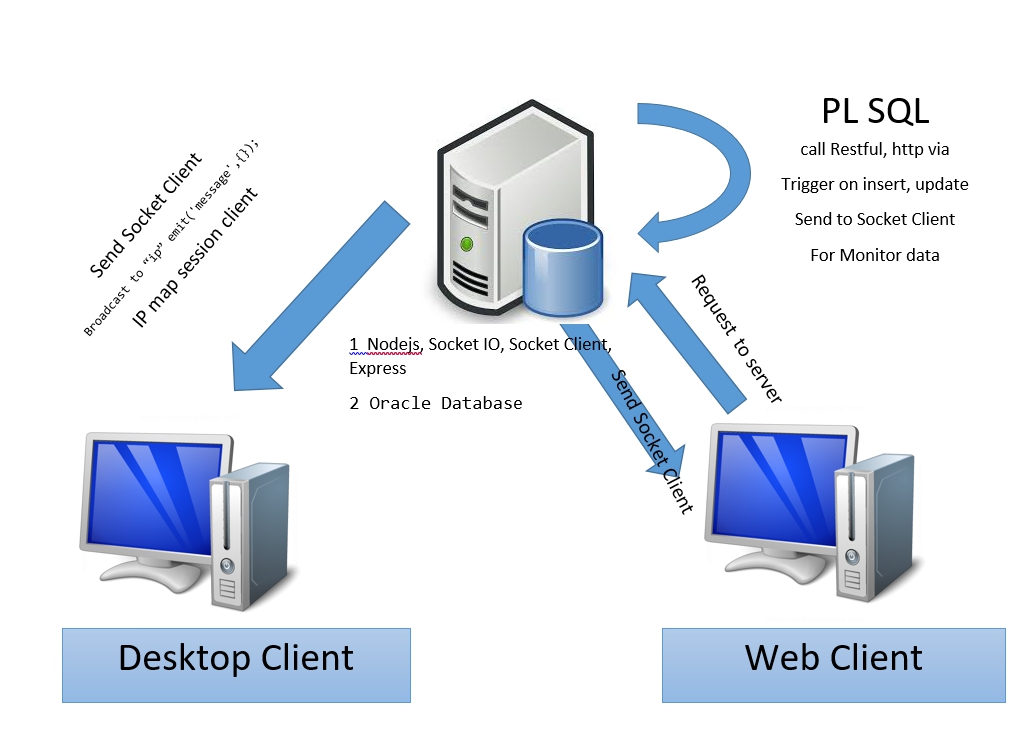 PL SQL
call Restful, http via
Trigger on insert, update
Send to Socket Client
For Monitor data
Send Socket Client
Broadcast to “ip” emit('message',{});
IP map session client
1 Nodejs, Socket IO, Socket Client,
Express
2 Oracle Database
Request to server
Send Socket Client
Desktop Client
Web Client